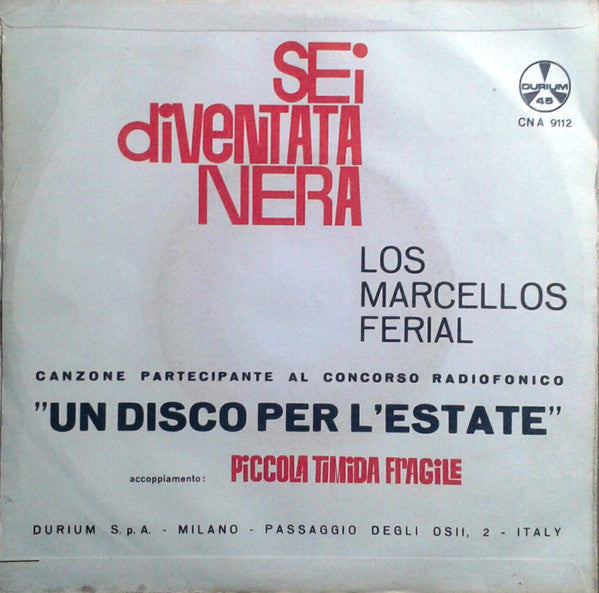 SEi
diVENTATA
NERA
DURIUM
45
CNA 9112
LOS
MARCELLOS
FERIAL
CANZONE PARTECIPANTE AL CONCORSO RADIOFONICO
"UN DISCO PER L'ESTATE"
accoppiamento: PiCCOLA TiMiDA FRAGiLE
DURIUM S.p.A. - MILANO - PASSAGGIO DEGLI OSII, 2 - ITALY